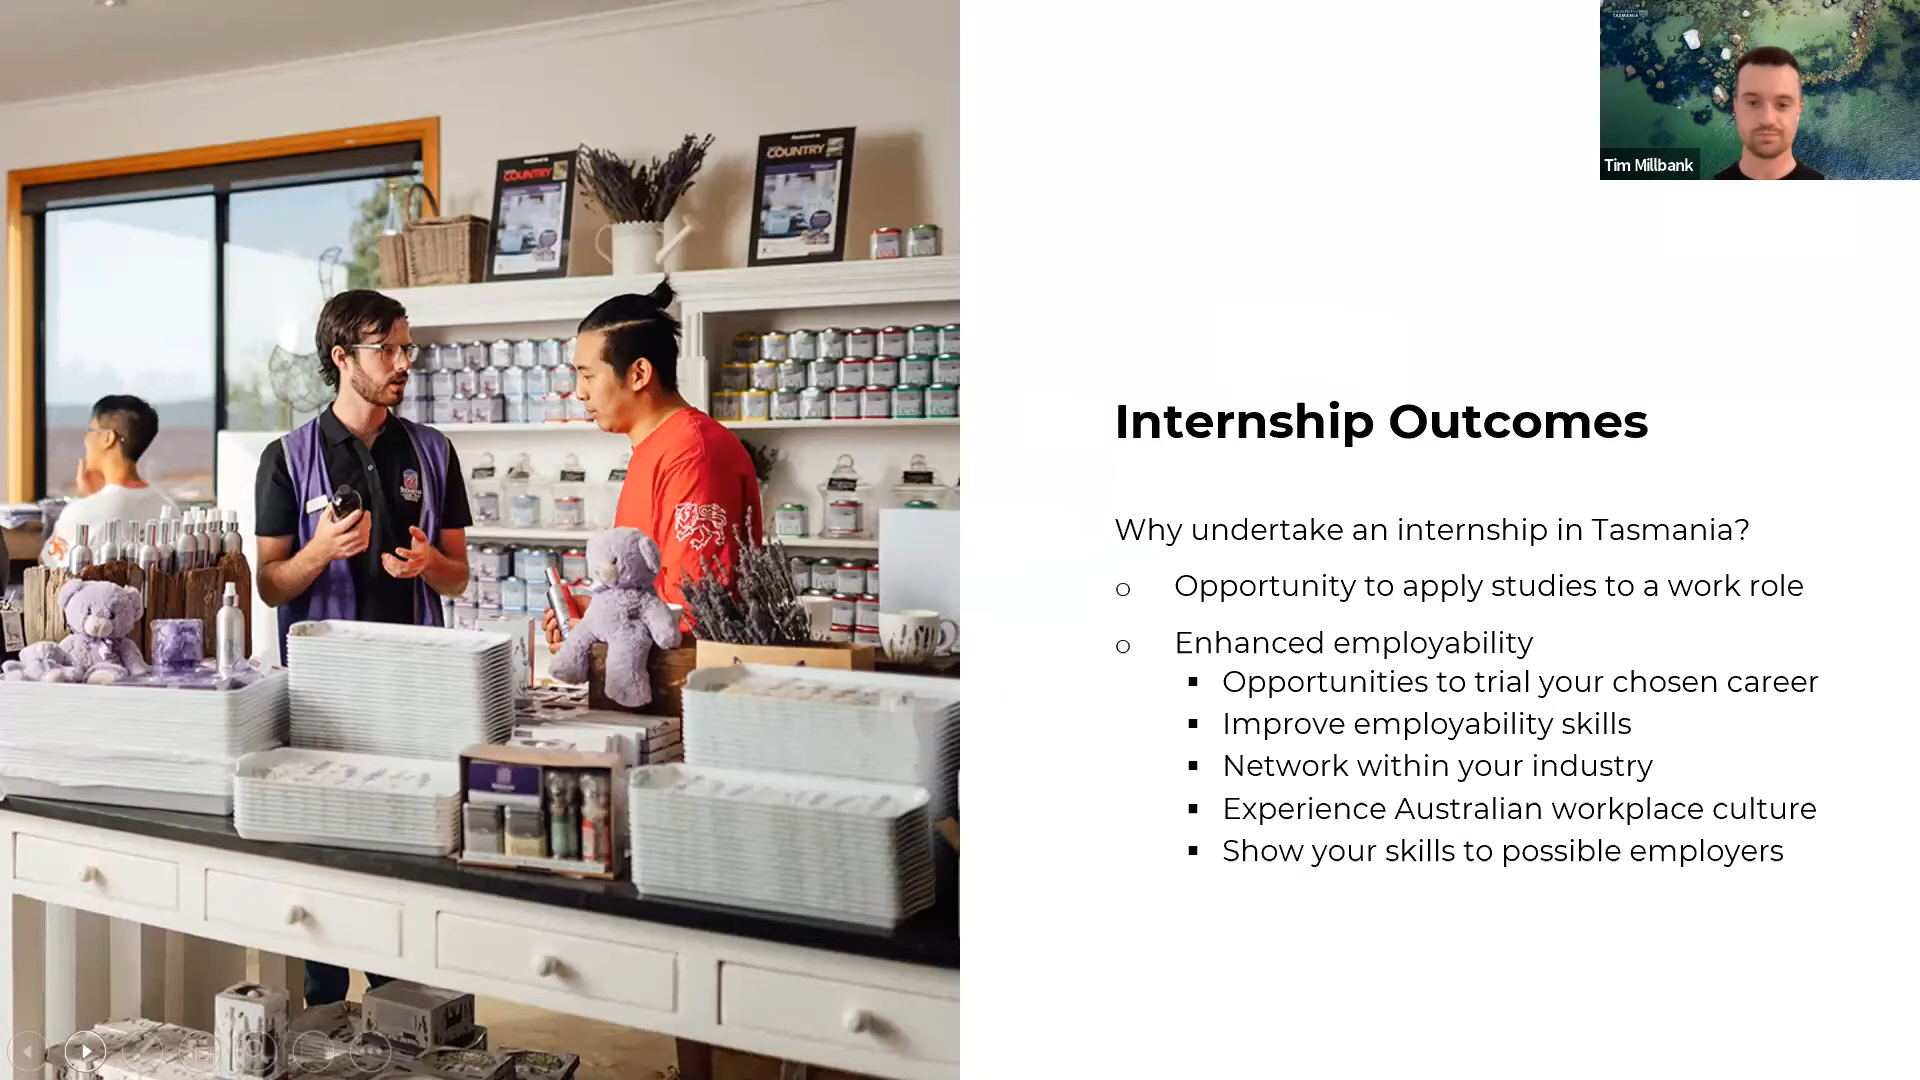 COUNTRY
COUNTRY
TASMANIA
Tim Millbank
Internship Outcomes
Why undertake an internship in Tasmania?
o Opportunity to apply studies to a work role
o Enhanced employability
▪ Opportunities to trial your chosen career
▪ Improve employability skills
▪ Network within your industry
▪ Experience Australian workplace culture
▪ Show your skills to possible employers